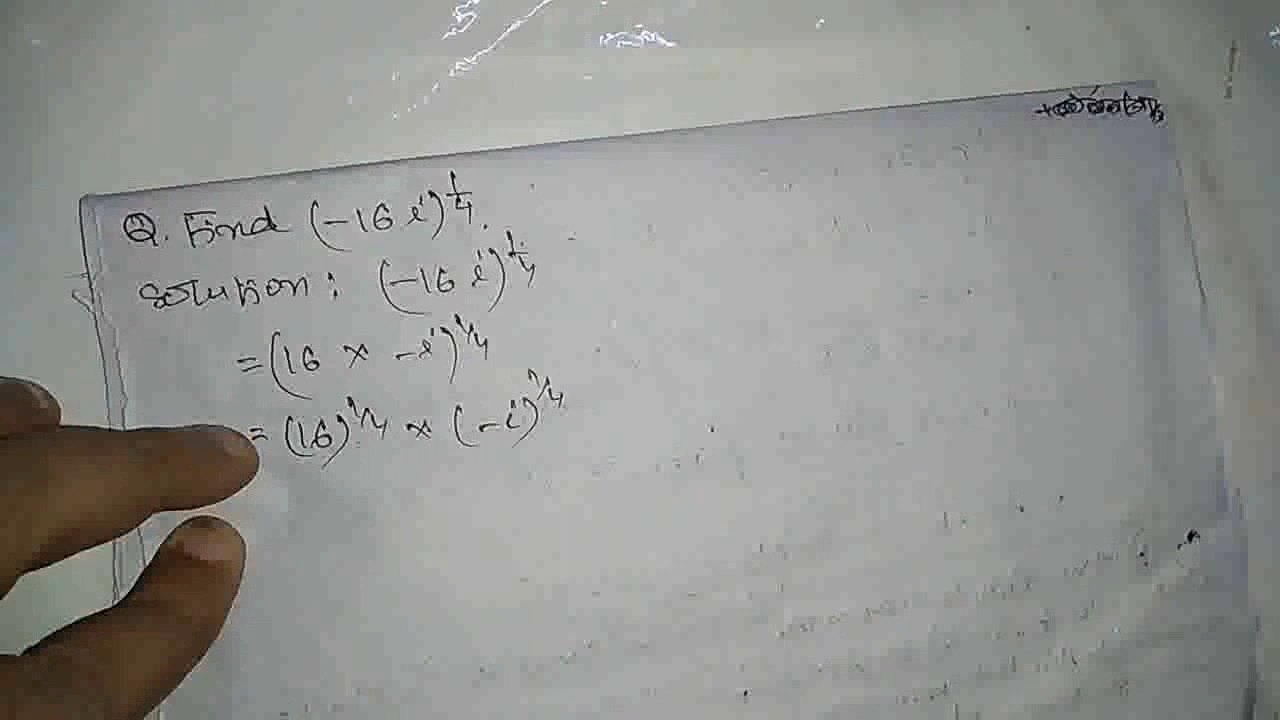 Q. Find (-16 i)^1/4.
Solution: (-16 i)^1/4
= (16 × -i)^1/4
= (16)^1/4 × (-i)^1/4